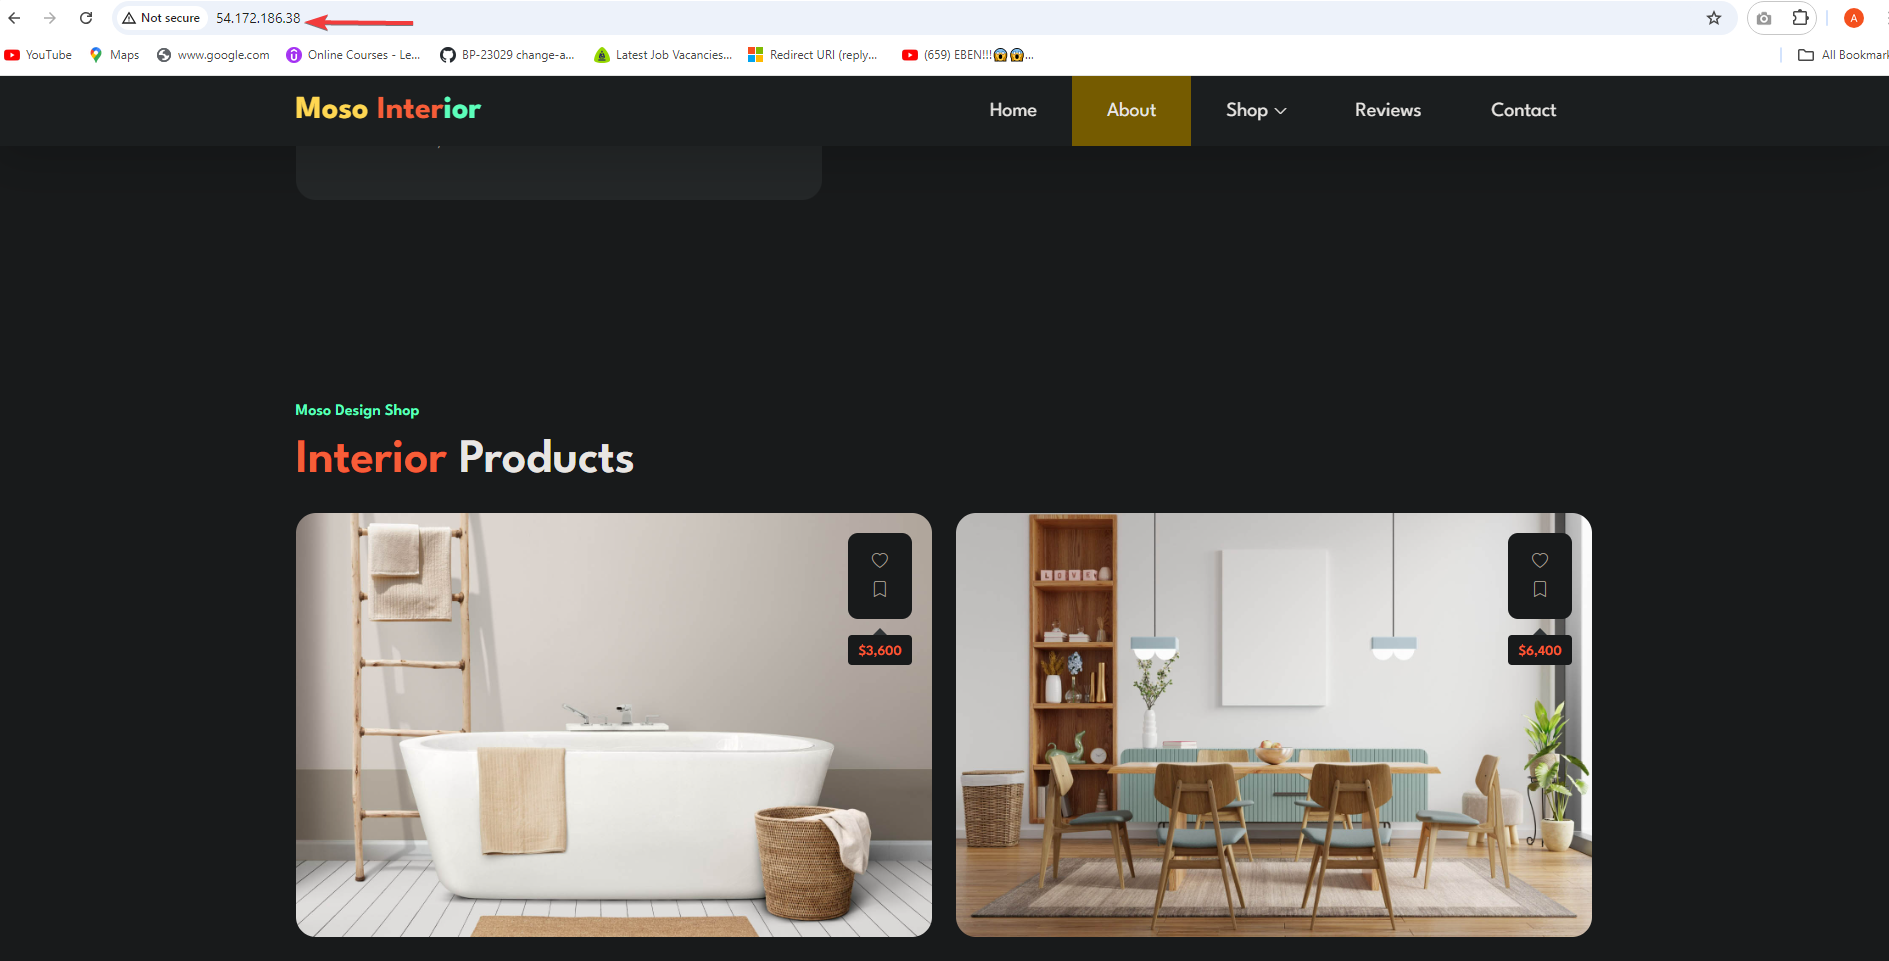 Not secure 54.172.186.38
A
YouTube Maps www.google.com Online Courses - Le... BP-23029 change-a... Latest Job Vacancies... Redirect URI (reply... (659) EBEN!!!😱😱... All Bookmark
Moso Interior Home About Shop Reviews Contact
Moso Design Shop
Interior Products
$3,600
LOVE
$6,400